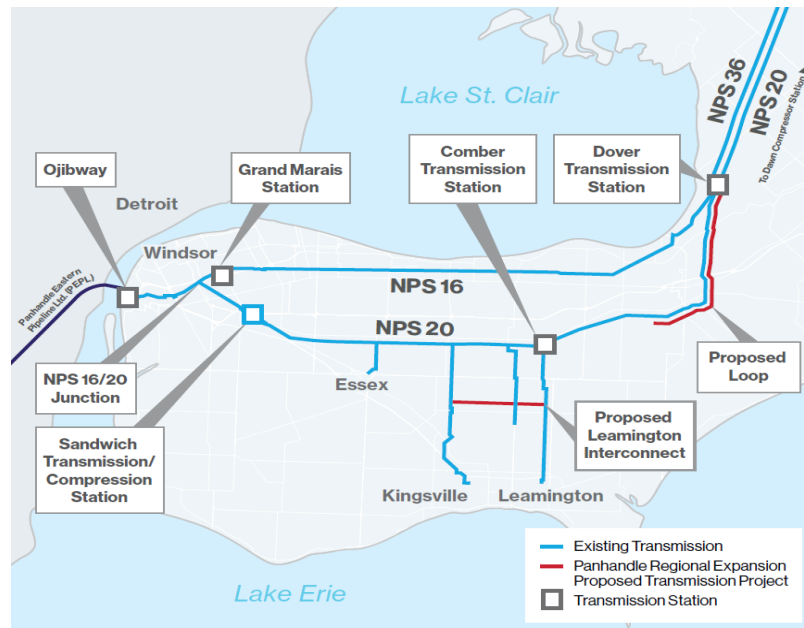 Lake St. Clair
NPS 36
NPS 20
To Dawn Compressor Station
Ojibway
Grand Marais
Station
Comber
Transmission
Station
Dover
Transmission
Station
Detroit
Windsor
Panhandle Eastern
Pipeline Ltd. (PEPL)
NPS 16
NPS 20
NPS 16/20
Junction
Essex
Proposed
Loop
Sandwich
Transmission/
Compression
Station
Proposed
Leamington
Interconnect
Kingsville
Leamington
Lake Erie
Existing Transmission
Panhandle Regional Expansion
Proposed Transmission Project
Transmission Station